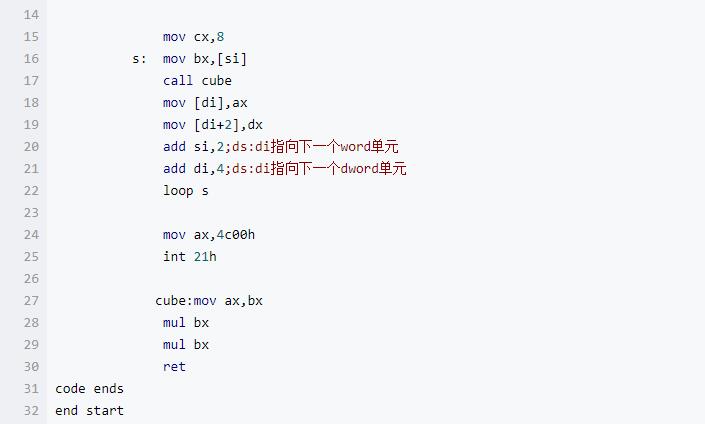 14
15 mov cx,8
16 s: mov bx,[si]
17 call cube
18 mov [di],ax
19 mov [di+2],dx
20 add si,2;ds:di指向下一个word单元
21 add di,4;ds:di指向下一个dword单元
22 loop s
23
24 mov ax,4c00h
25 int 21h
26
27 cube:mov ax,bx
28 mul bx
29 mul bx
30 ret
31 code ends
32 end start